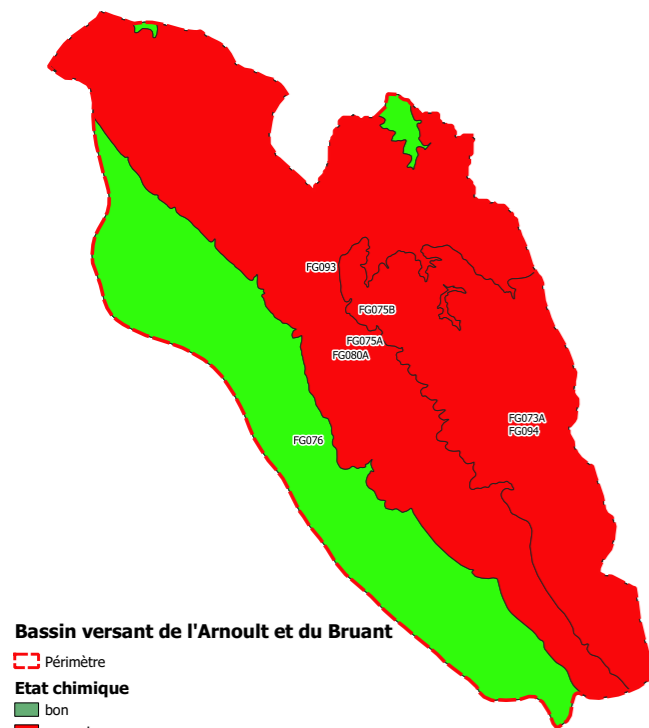 FG093
FG075B
FG075A
FG080A
FG073A
FG094
FG076
Bassin versant de l'Arnoult et du Bruant
Périmètre
Etat chimique
bon